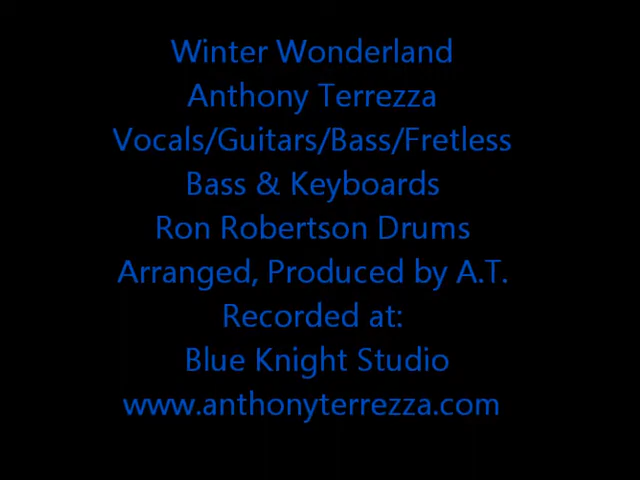 Winter Wonderland
Anthony Terrezza
Vocals/Guitars/Bass/Fretless
Bass & Keyboards
Ron Robertson Drums
Arranged, Produced by A.T.
Recorded at:
Blue Knight Studio
www.anthonyterrezza.com